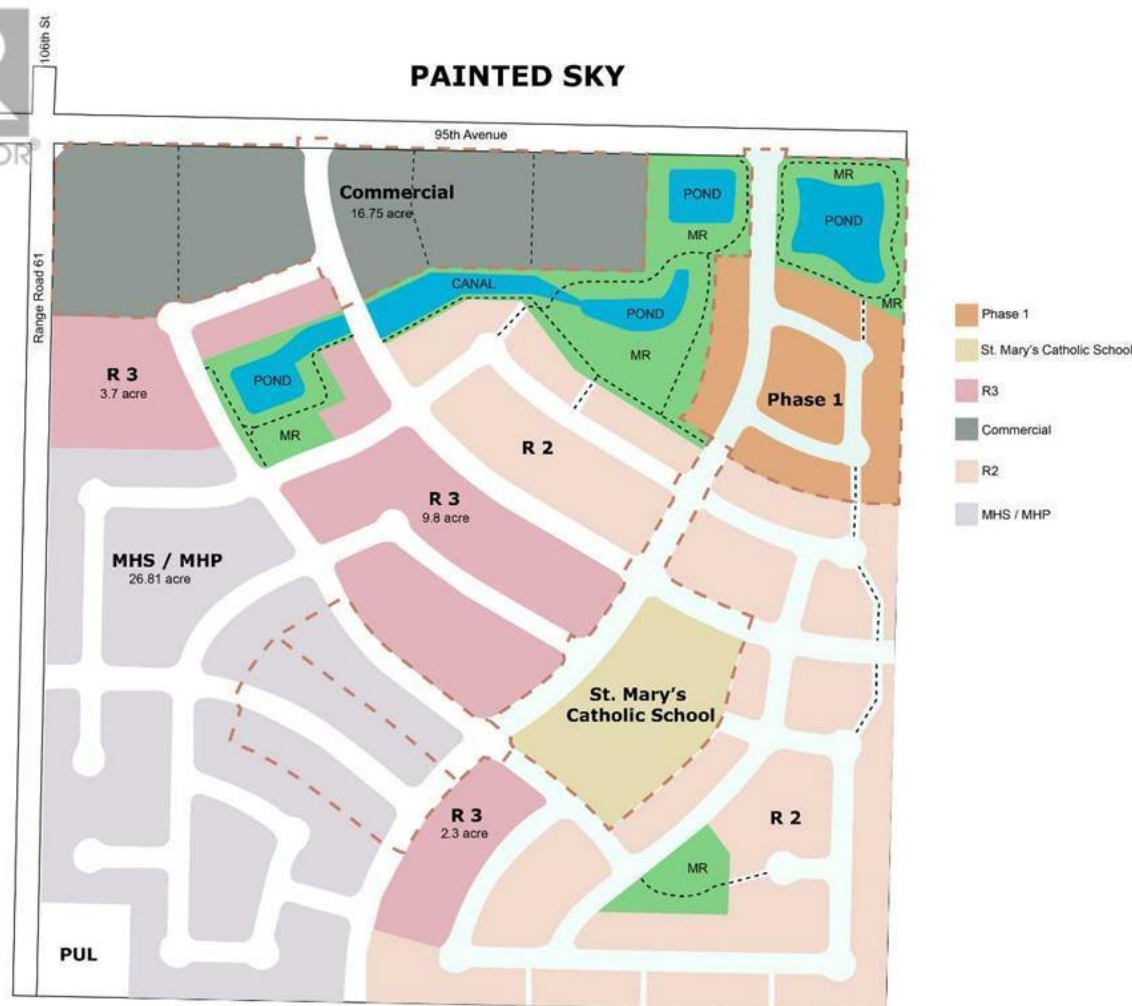 106th St
PAINTED SKY
95th Avenue
OR®
Range Road 61
Commercial
16.75 acre
POND
MR
MR
POND
MR
CANAL
POND
MR
R 3
3.7 acre
POND
MR
Phase 1
R 2
R 3
9.8 acre
MHS / MHP
26.81 acre
St. Mary's
Catholic School
R 3
2.3 acre
R 2
MR
PUL
Phase 1
St. Mary's Catholic School
R3
Commercial
R2
MHS / MHP